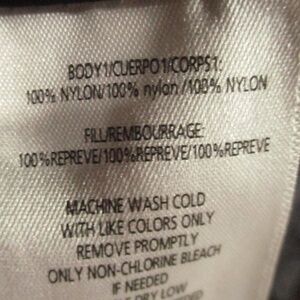 BODY1/CUERPO1/CORPS1:
100% NYLON/100% nylon /100% NYLON
FILL/REMBOURRAGE:
100%REPREVE/100%REPREVE/100%REPREVE
MACHINE WASH COLD
WITH LIKE COLORS ONLY
REMOVE PROMPTLY
ONLY NON-CHLORINE BLEACH
IF NEEDED
DRY LOW